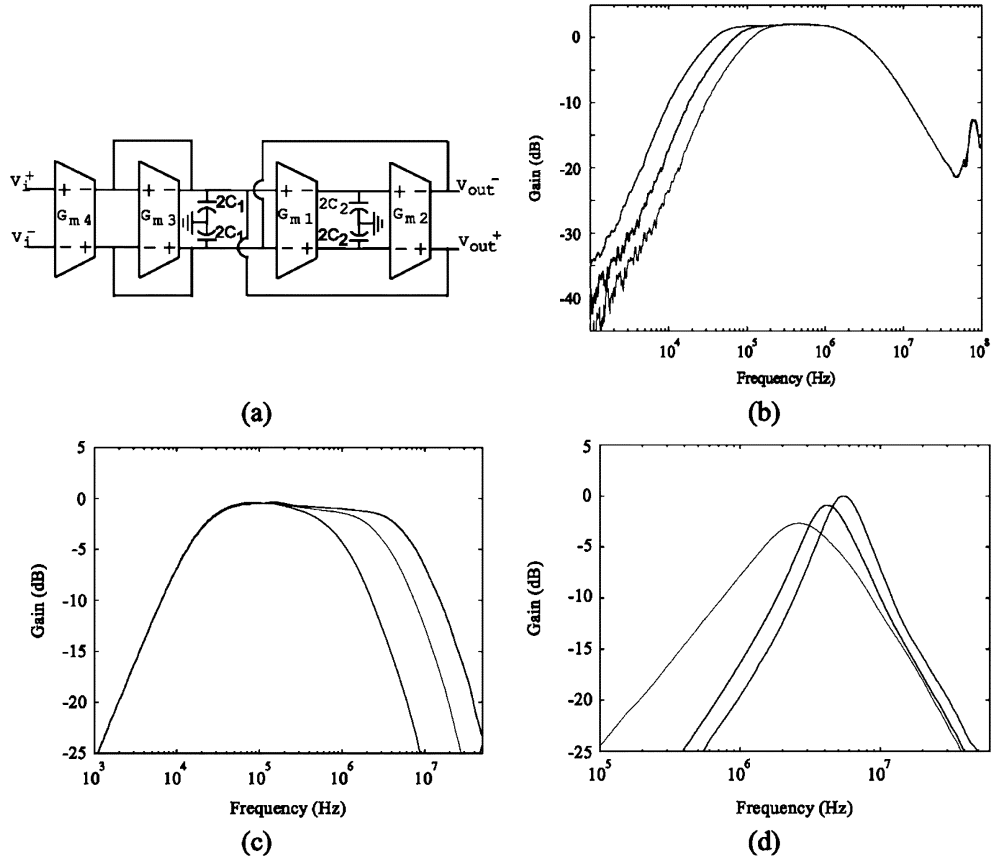 V_i^+
V_i^-
+ - + - + - + -
G_m4 G_m3 G_m1 G_m2
- + - + - + - +
2C_1
2C_1
2C_2
2C_2
V_out^-
V_out^+
(a)
0
-10
-20
-30
-40
Gain (dB)
10^4 10^5 10^6 10^7 10^8
Frequency (Hz)
(b)
5
0
-5
-10
-15
-20
-25
Gain (dB)
10^3 10^4 10^5 10^6 10^7
Frequency (Hz)
(c)
5
0
-5
-10
-15
-20
-25
Gain (dB)
10^5 10^6 10^7
Frequency (Hz)
(d)